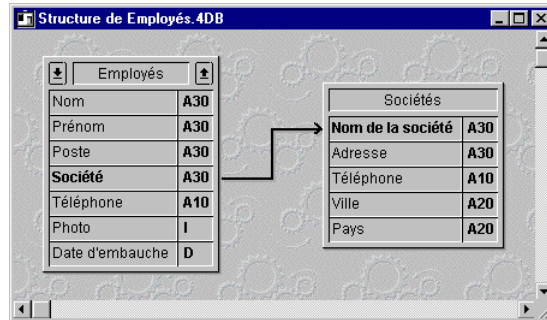 Structure de Employés.4DB
Employés
Nom A30
Prénom A30
Poste A30
Société A30
Téléphone A10
Photo I
Date d'embauche D
Sociétés
Nom de la société A30
Adresse A30
Téléphone A10
Ville A20
Pays A20